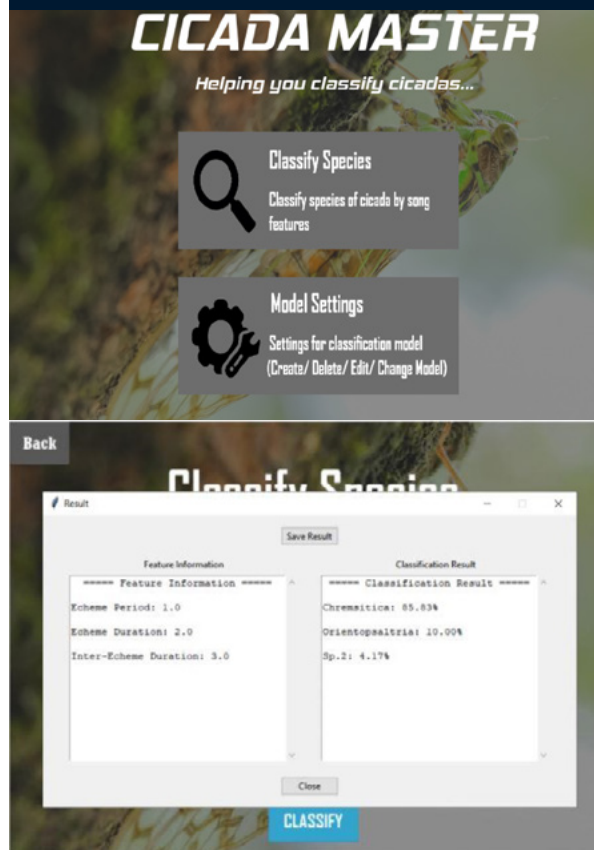 CICADA MASTER
Helping you classify cicadas...
Classify Species
Classify species of cicada by song
features
Model Settings
Settings for classification model
(Create/ Delete/ Edit/ Change Model)
Back
Classify Species
Result
Save Result
Feature Information
===== Feature Information =====
Echeme Period: 1.0
Echeme Duration: 2.0
Inter-Echeme Duration: 3.0
Classification Result
===== Classification Result =====
Chremsitica: 85.83%
Orientopsaltria: 10.00%
Sp.2: 4.17%
Close
CLASSIFY